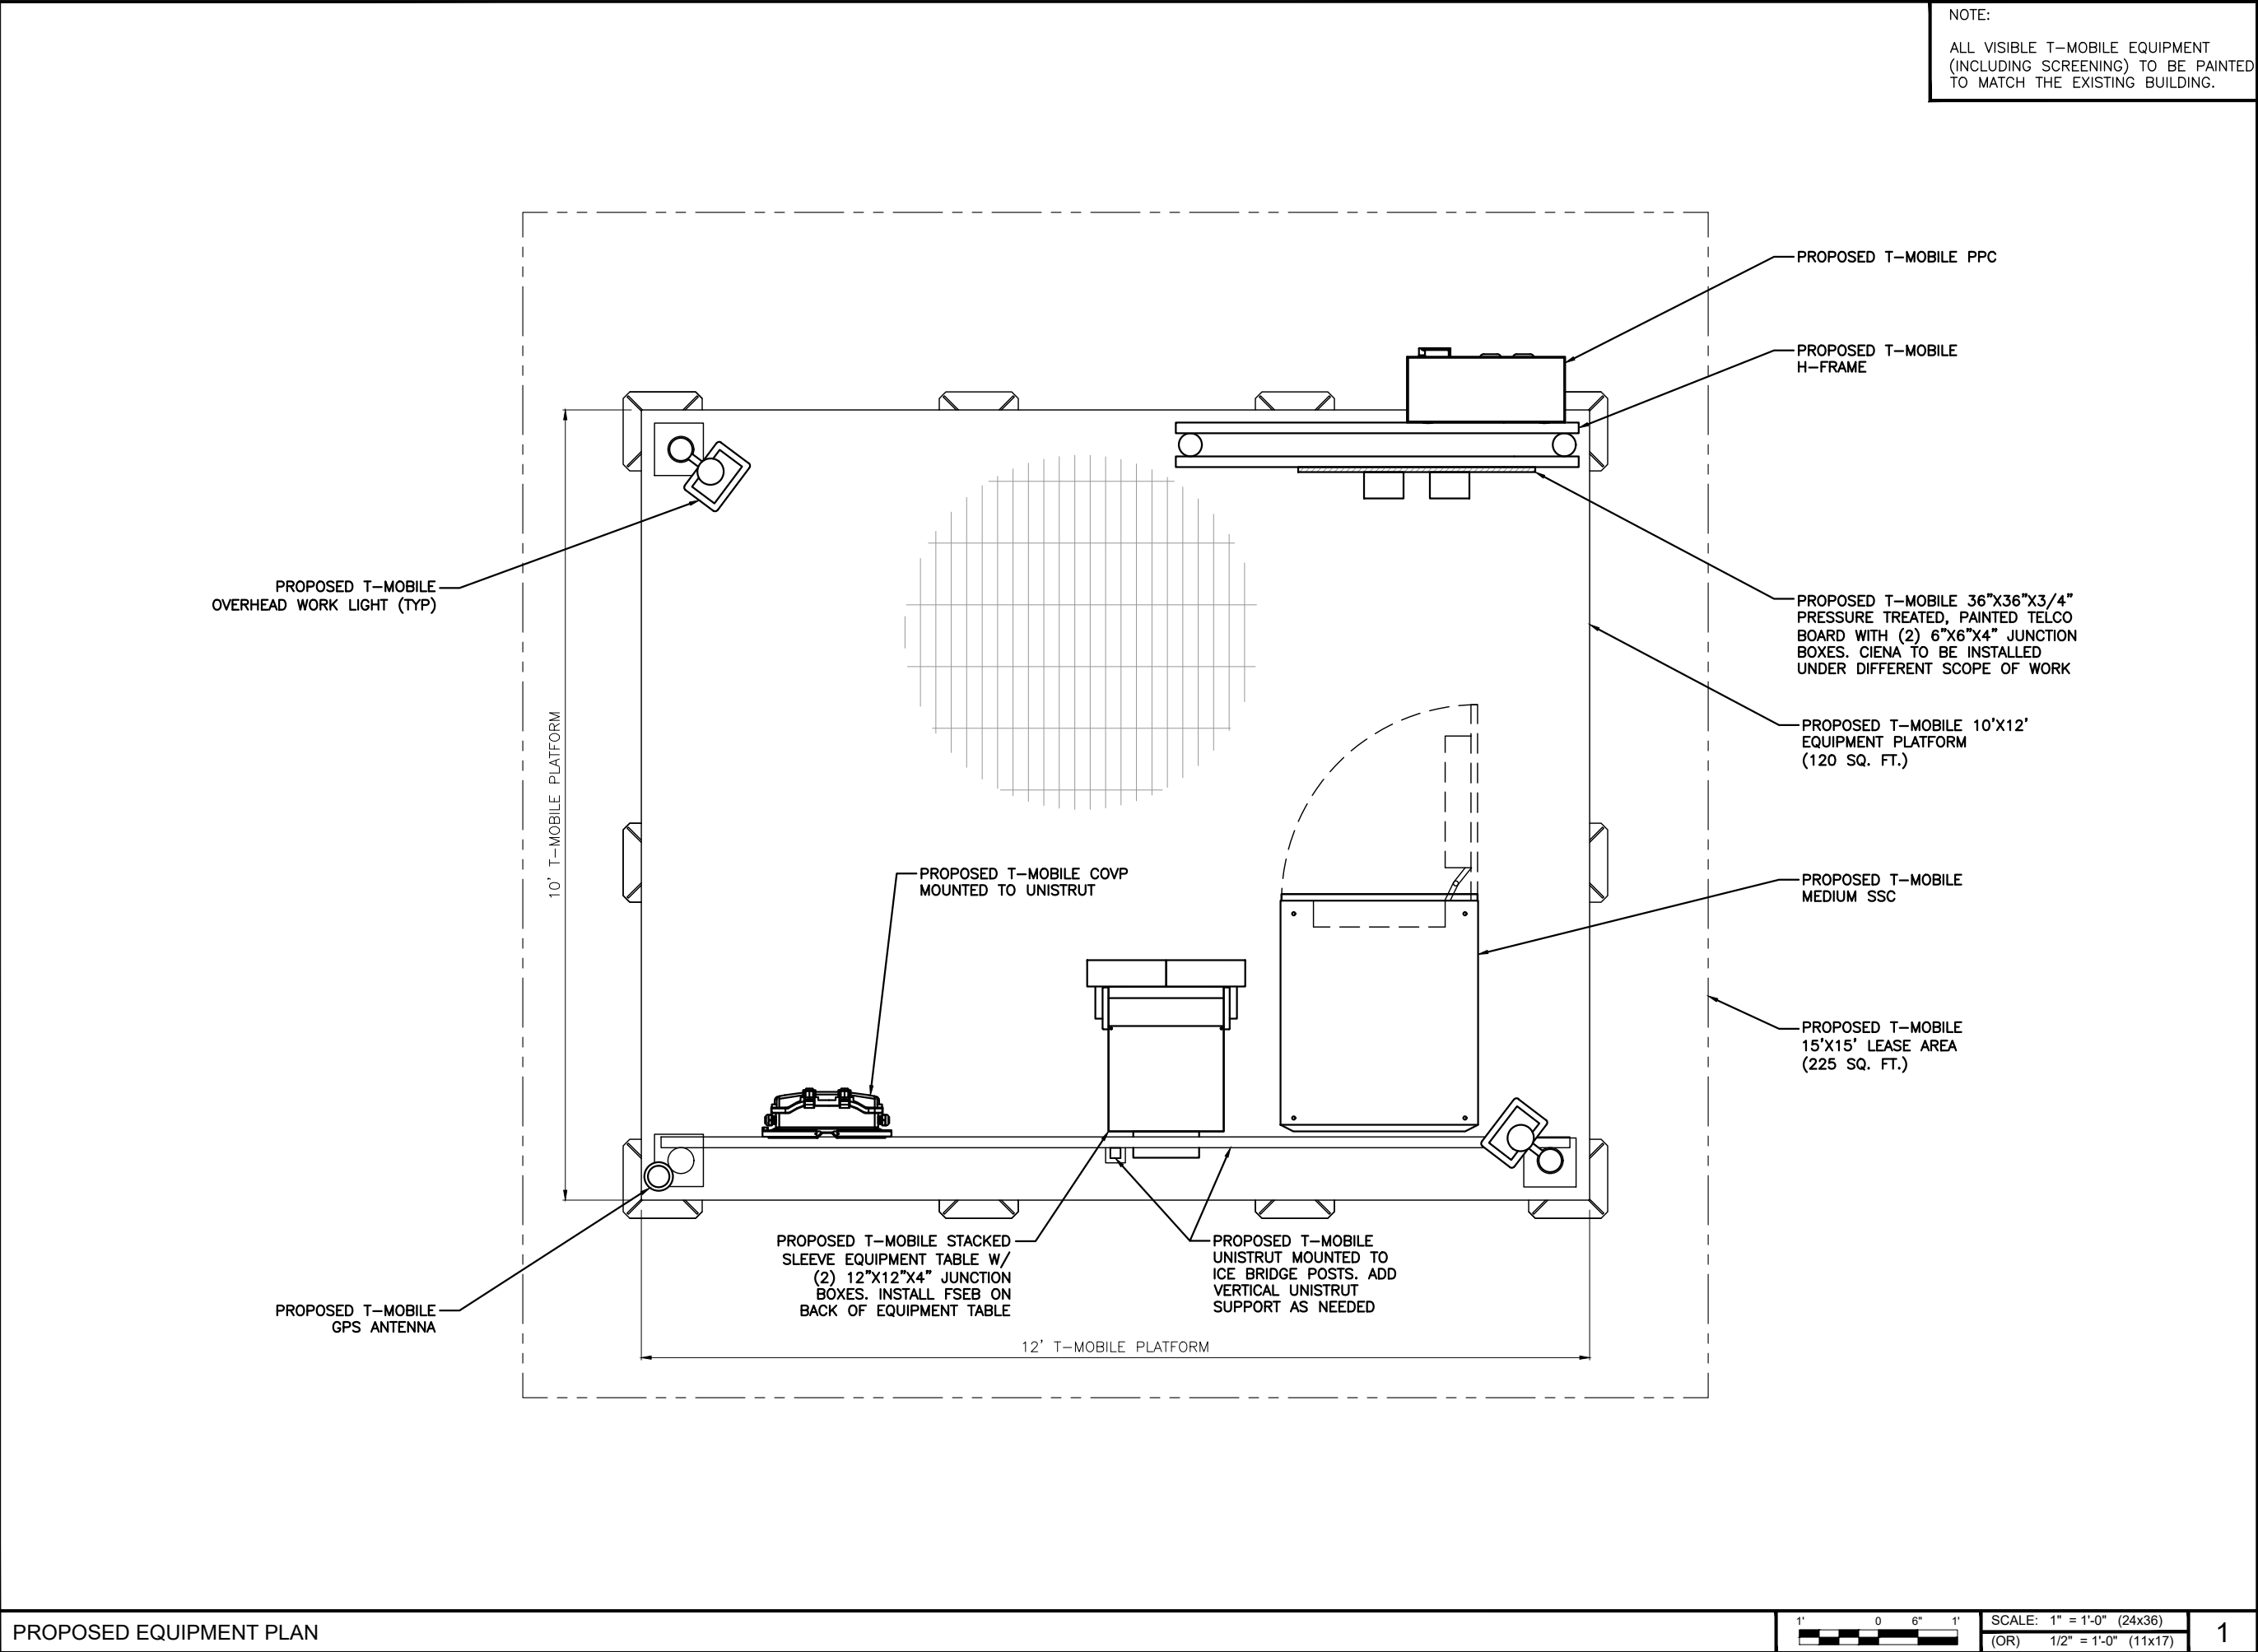 NOTE:
ALL VISIBLE T-MOBILE EQUIPMENT
(INCLUDING SCREENING) TO BE PAINTED
TO MATCH THE EXISTING BUILDING.
PROPOSED T-MOBILE PPC
PROPOSED T-MOBILE
H-FRAME
PROPOSED T-MOBILE
OVERHEAD WORK LIGHT (TYP)
PROPOSED T-MOBILE 36"X36"X3/4"
PRESSURE TREATED, PAINTED TELCO
BOARD WITH (2) 6"X6"X4" JUNCTION
BOXES. CIENA TO BE INSTALLED
UNDER DIFFERENT SCOPE OF WORK
PROPOSED T-MOBILE 10'X12'
EQUIPMENT PLATFORM
(120 SQ. FT.)
10' T-MOBILE PLATFORM
PROPOSED T-MOBILE COVP
MOUNTED TO UNISTRUT
PROPOSED T-MOBILE
MEDIUM SSC
PROPOSED T-MOBILE
15'X15' LEASE AREA
(225 SQ. FT.)
PROPOSED T-MOBILE STACKED
SLEEVE EQUIPMENT TABLE W/
(2) 12"X12"X4" JUNCTION
BOXES. INSTALL FSEB ON
BACK OF EQUIPMENT TABLE
PROPOSED T-MOBILE
UNISTRUT MOUNTED TO
ICE BRIDGE POSTS. ADD
VERTICAL UNISTRUT
SUPPORT AS NEEDED
PROPOSED T-MOBILE
GPS ANTENNA
12' T-MOBILE PLATFORM
PROPOSED EQUIPMENT PLAN
1' 0 6" 1'
SCALE: 1" = 1'-0" (24x36)
(OR) 1/2" = 1'-0" (11x17)
1